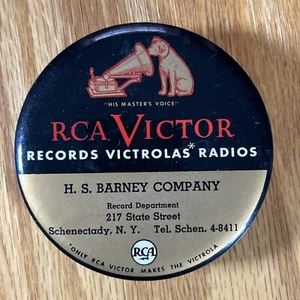 "HIS MASTER'S VOICE"
RCA VICTOR
RECORDS VICTROLAS* RADIOS
H. S. BARNEY COMPANY
Record Department
217 State Street
Schenectady, N. Y. Tel. Schen. 4-8411
RCA
*ONLY RCA VICTOR MAKES THE VICTROLA